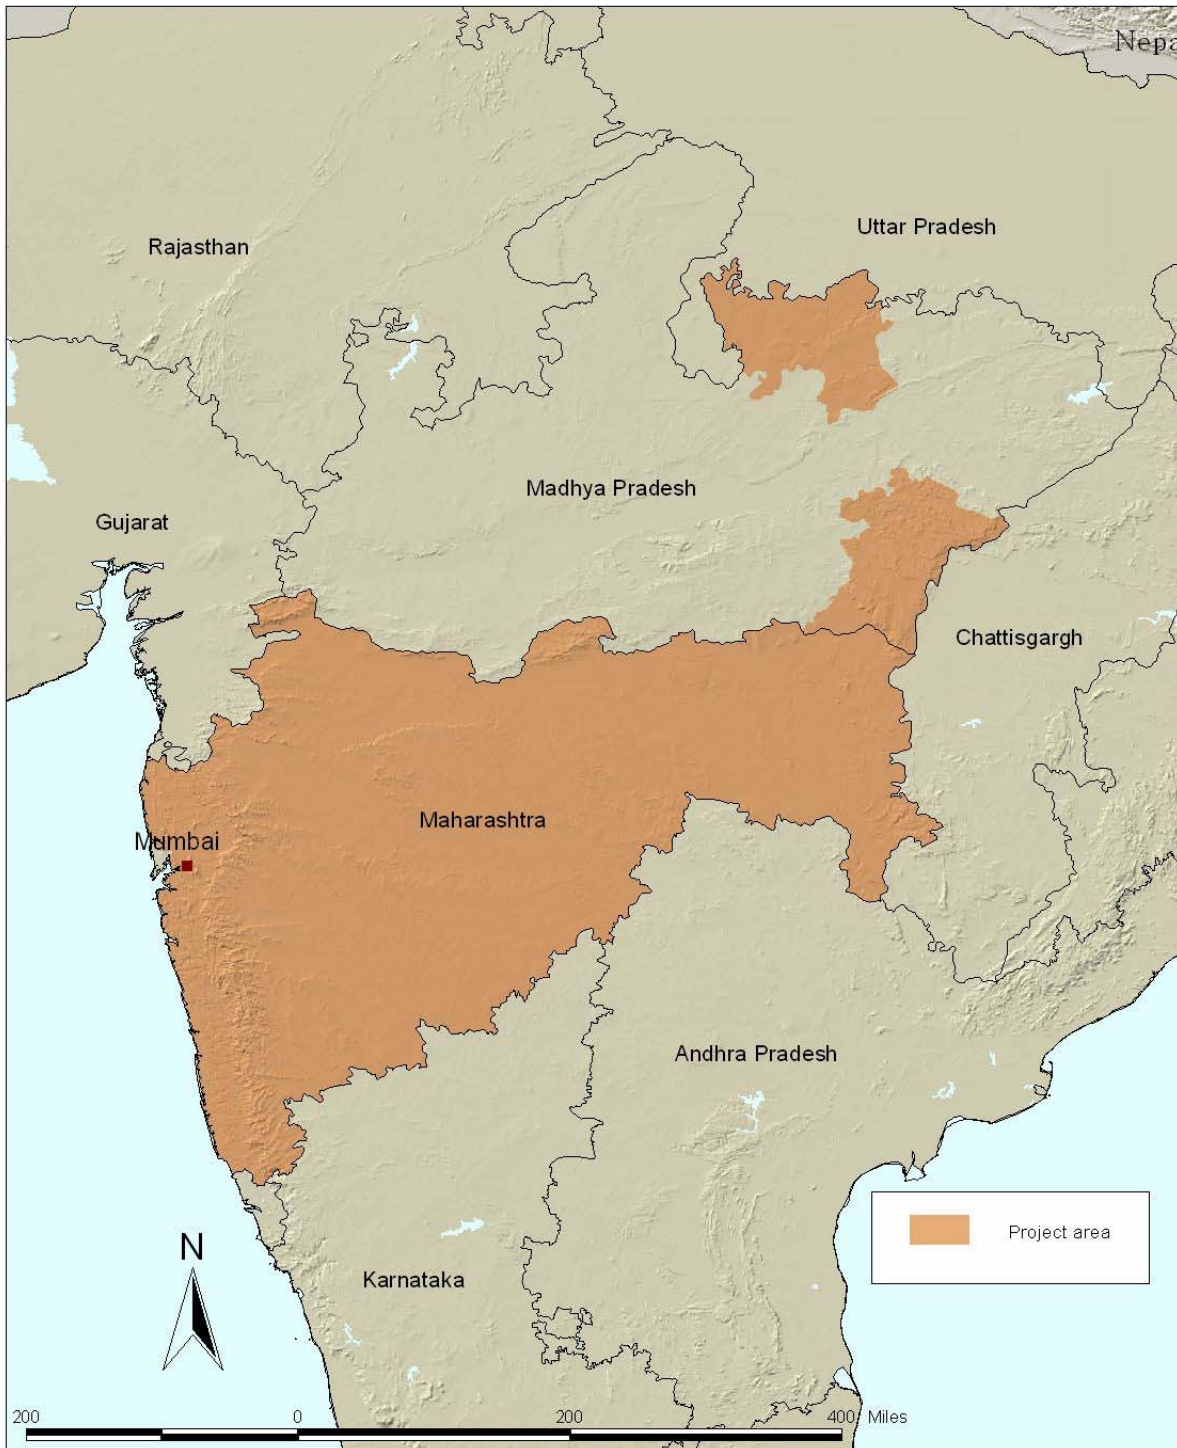 Nepa
Uttar Pradesh
Rajasthan
Madhya Pradesh
Gujarat
Chattisgargh
Maharashtra
Mumbai
Andhra Pradesh
Project area
N
Karnataka
200 0 200 400 Miles